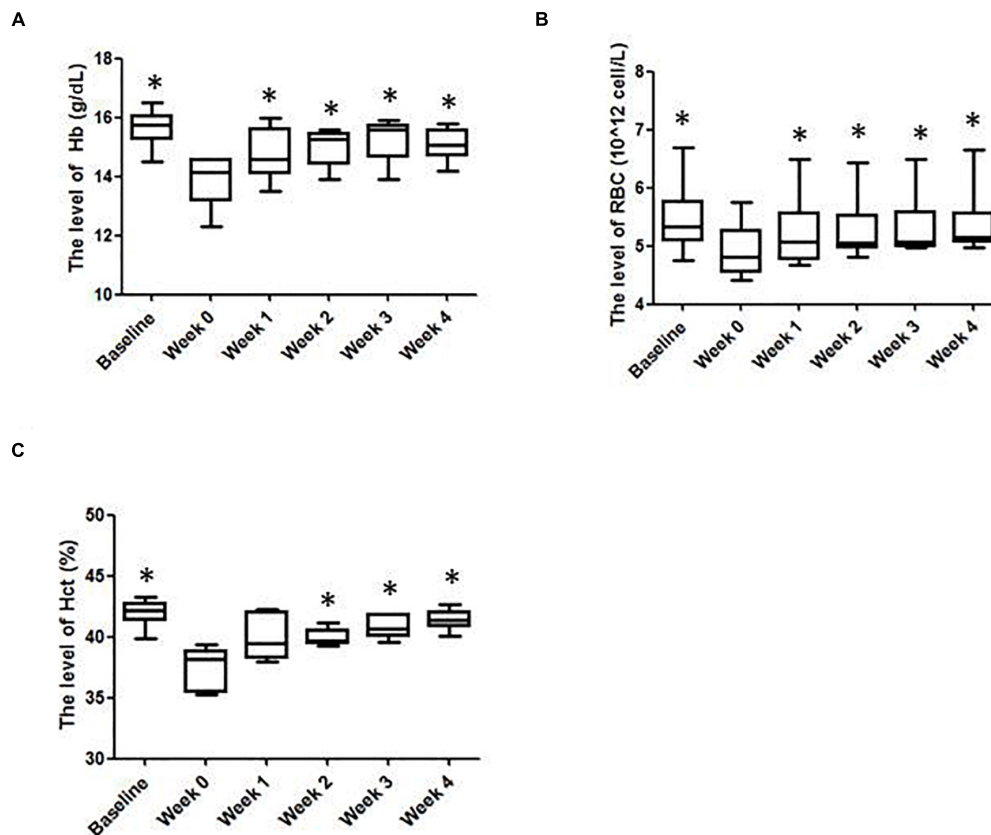 A
The level of Hb (g/dL)
18
16
14
12
10
* * * * *
Baseline
Week 0
Week 1
Week 2
Week 3
Week 4
B
The level of RBC (10^12 cell/L)
8
7
6
5
4
* * * * *
Baseline
Week 0
Week 1
Week 2
Week 3
Week 4
C
The level of Hct (%)
50
45
40
35
30
* * * *
Baseline
Week 0
Week 1
Week 2
Week 3
Week 4